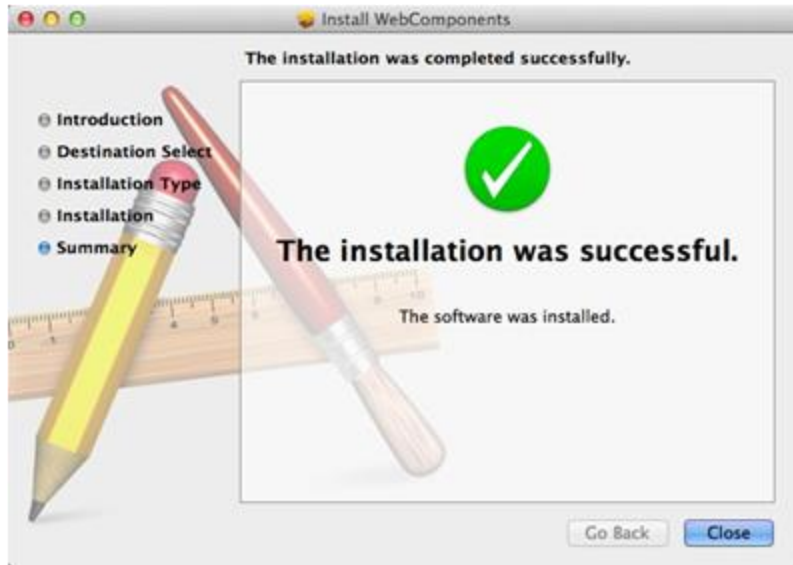 Install WebComponents
The installation was completed successfully.
Introduction
Destination Select
Installation Type
Installation
Summary
The installation was successful.
The software was installed.
Go Back
Close